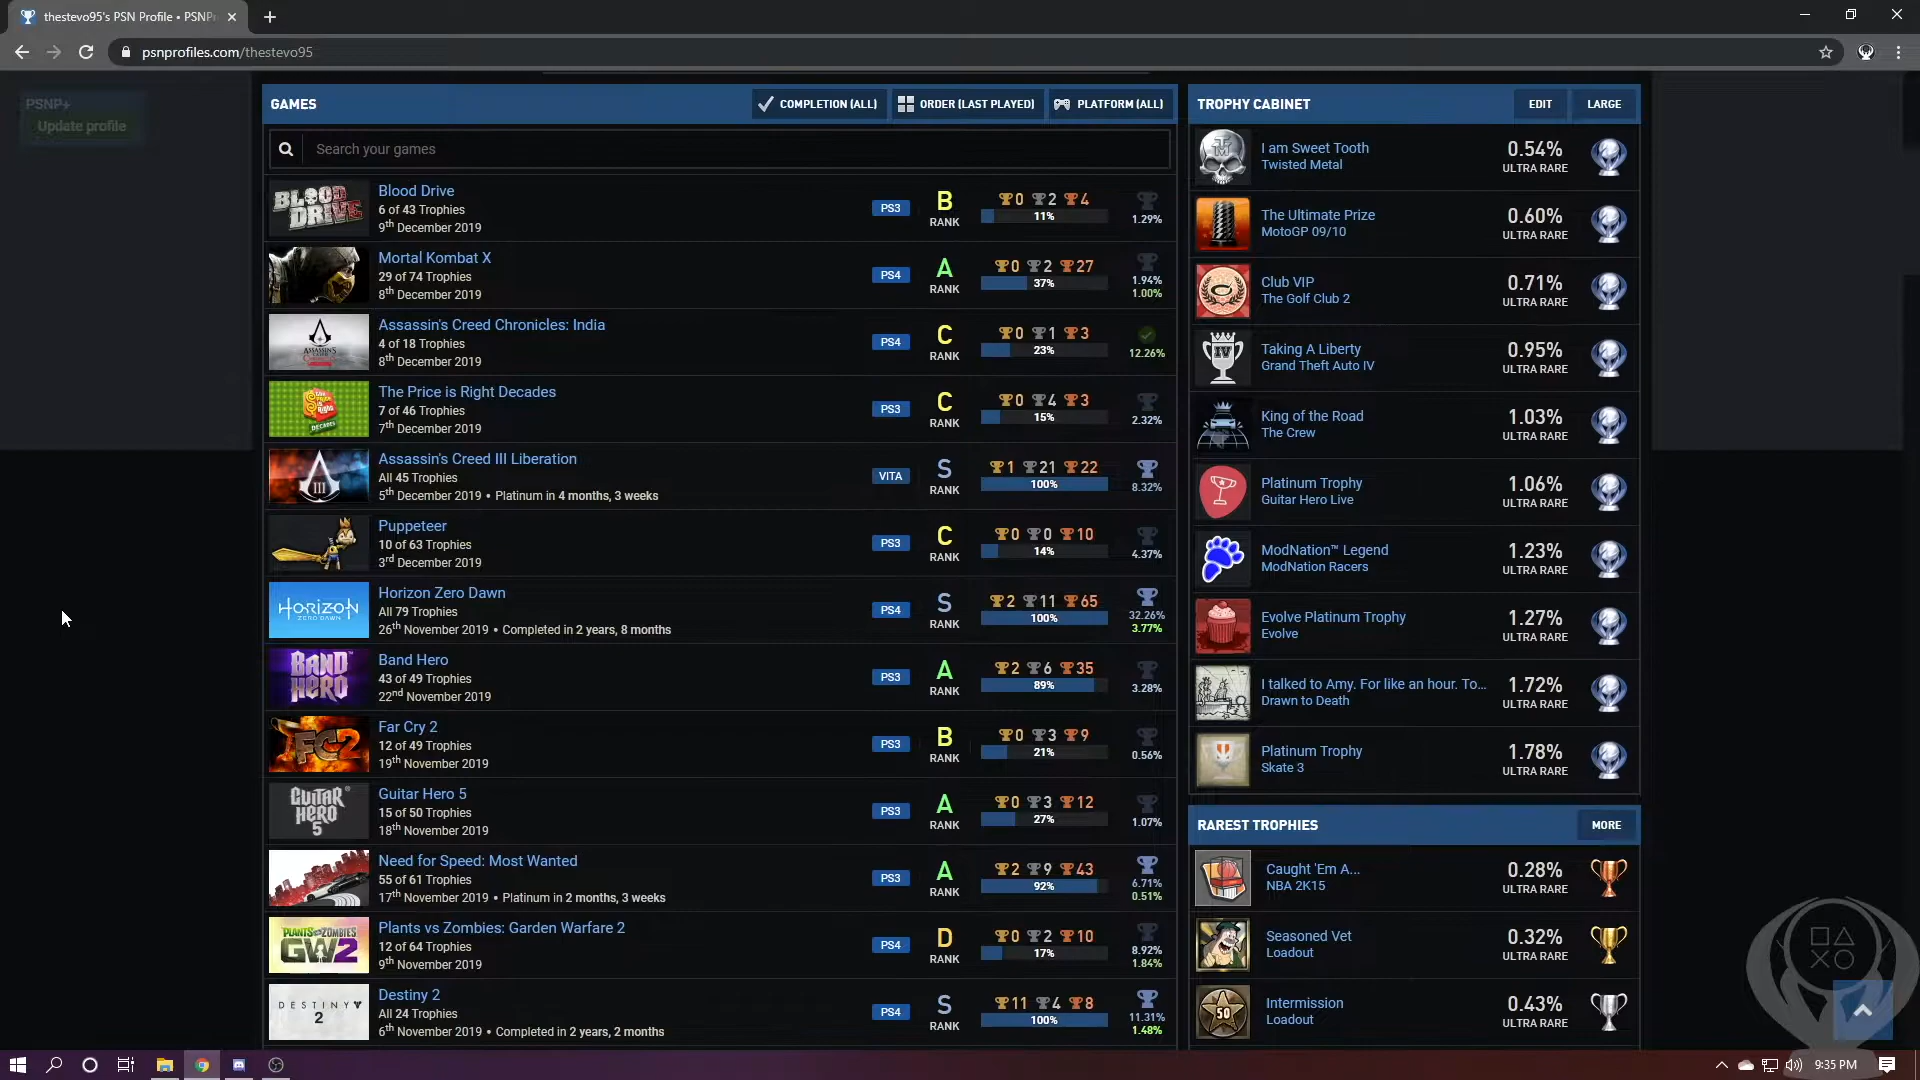 thestevo95's PSN Profile • PSNPr
psnprofiles.com/thestevo95
PSNP+
Update profile
GAMES
COMPLETION (ALL)
ORDER (LAST PLAYED)
PLATFORM (ALL)
Search your games
BLOOD DRIVE
Blood Drive
6 of 43 Trophies
9th December 2019
PS3
B
RANK
0 2 4
11%
1.29%
Mortal Kombat X
29 of 74 Trophies
8th December 2019
PS4
A
RANK
0 2 27
37%
1.94%
1.00%
Assassin's Creed Chronicles: India
4 of 18 Trophies
8th December 2019
PS4
C
RANK
0 1 3
23%
12.26%
The Price is Right Decades
7 of 46 Trophies
7th December 2019
PS3
C
RANK
0 4 3
15%
2.32%
III
Assassin's Creed III Liberation
All 45 Trophies
5th December 2019 • Platinum in 4 months, 3 weeks
VITA
S
RANK
1 21 22
100%
8.32%
Puppeteer
10 of 63 Trophies
3rd December 2019
PS3
C
RANK
0 0 10
14%
4.37%
HORIZON
ZERO DAWN
Horizon Zero Dawn
All 79 Trophies
26th November 2019 • Completed in 2 years, 8 months
PS4
S
RANK
2 11 65
100%
32.26%
3.77%
BAND HERO
Band Hero
43 of 49 Trophies
22nd November 2019
PS3
A
RANK
2 6 35
89%
3.28%
FC2
Far Cry 2
12 of 49 Trophies
19th November 2019
PS3
B
RANK
0 3 9
21%
0.56%
GUITAR HERO 5
Guitar Hero 5
15 of 50 Trophies
18th November 2019
PS3
A
RANK
0 3 12
27%
1.07%
Need for Speed: Most Wanted
55 of 61 Trophies
17th November 2019 • Platinum in 2 months, 3 weeks
PS3
A
RANK
2 9 43
92%
6.71%
0.51%
PLANTS vs ZOMBIES
GW2
Plants vs Zombies: Garden Warfare 2
12 of 64 Trophies
9th November 2019
PS4
D
RANK
0 2 10
17%
8.92%
1.84%
DESTINY 2
Destiny 2
All 24 Trophies
6th November 2019 • Completed in 2 years, 2 months
PS4
S
RANK
11 4 8
100%
11.31%
1.48%
TROPHY CABINET
EDIT
LARGE
I am Sweet Tooth
Twisted Metal
0.54%
ULTRA RARE
The Ultimate Prize
MotoGP 09/10
0.60%
ULTRA RARE
Club VIP
The Golf Club 2
0.71%
ULTRA RARE
IV
Taking A Liberty
Grand Theft Auto IV
0.95%
ULTRA RARE
King of the Road
The Crew
1.03%
ULTRA RARE
Platinum Trophy
Guitar Hero Live
1.06%
ULTRA RARE
ModNation™ Legend
ModNation Racers
1.23%
ULTRA RARE
Evolve Platinum Trophy
Evolve
1.27%
ULTRA RARE
I talked to Amy. For like an hour. To...
Drawn to Death
1.72%
ULTRA RARE
Platinum Trophy
Skate 3
1.78%
ULTRA RARE
RAREST TROPHIES
MORE
Caught 'Em A...
NBA 2K15
0.28%
ULTRA RARE
Seasoned Vet
Loadout
0.32%
ULTRA RARE
50
Intermission
Loadout
0.43%
ULTRA RARE
9:35 PM